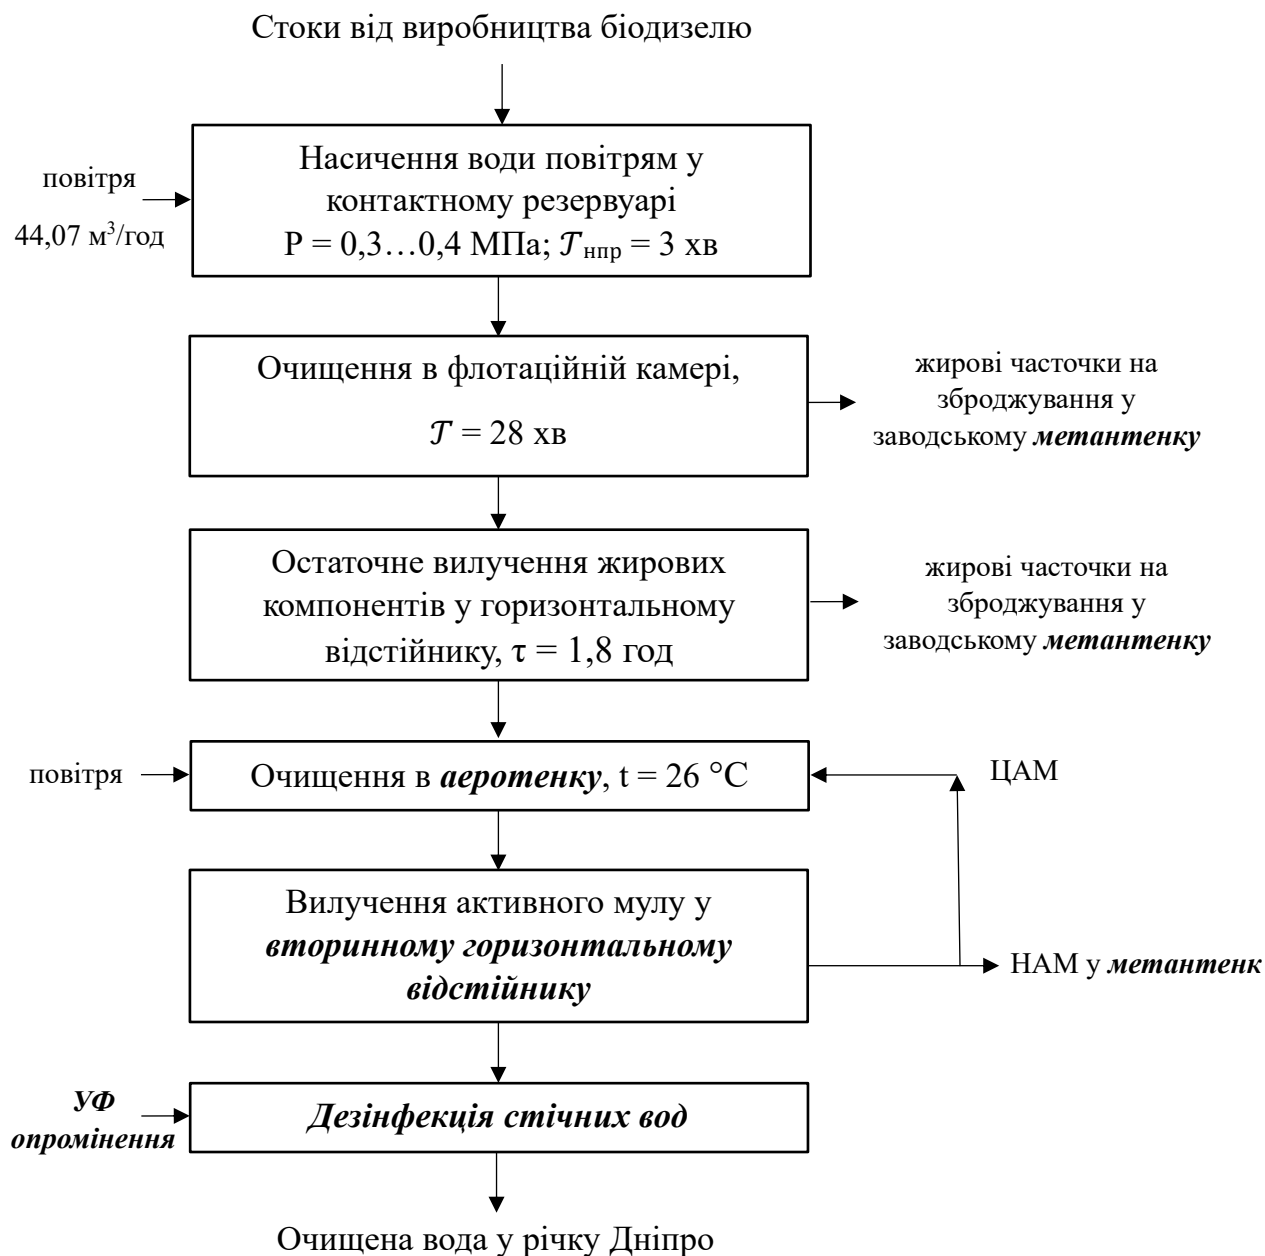 Стоки від виробництва біодизелю
Насичення води повітрям у
контактному резервуарі
P = 0,3…0,4 МПа; 𝒯нпр = 3 хв
повітря
44,07 м³/год
Очищення в флотаційній камері,
𝒯 = 28 хв
жирові часточки на
зброджування у
заводському метантенку
Остаточне вилучення жирових
компонентів у горизонтальному
відстійнику, τ = 1,8 год
жирові часточки на
зброджування у
заводському метантенку
повітря
Очищення в аеротенку, t = 26 °C
ЦАМ
Вилучення активного мулу у
вторинному горизонтальному
відстійнику
НАМ у метантенк
УФ
опромінення
Дезінфекція стічних вод
Очищена вода у річку Дніпро